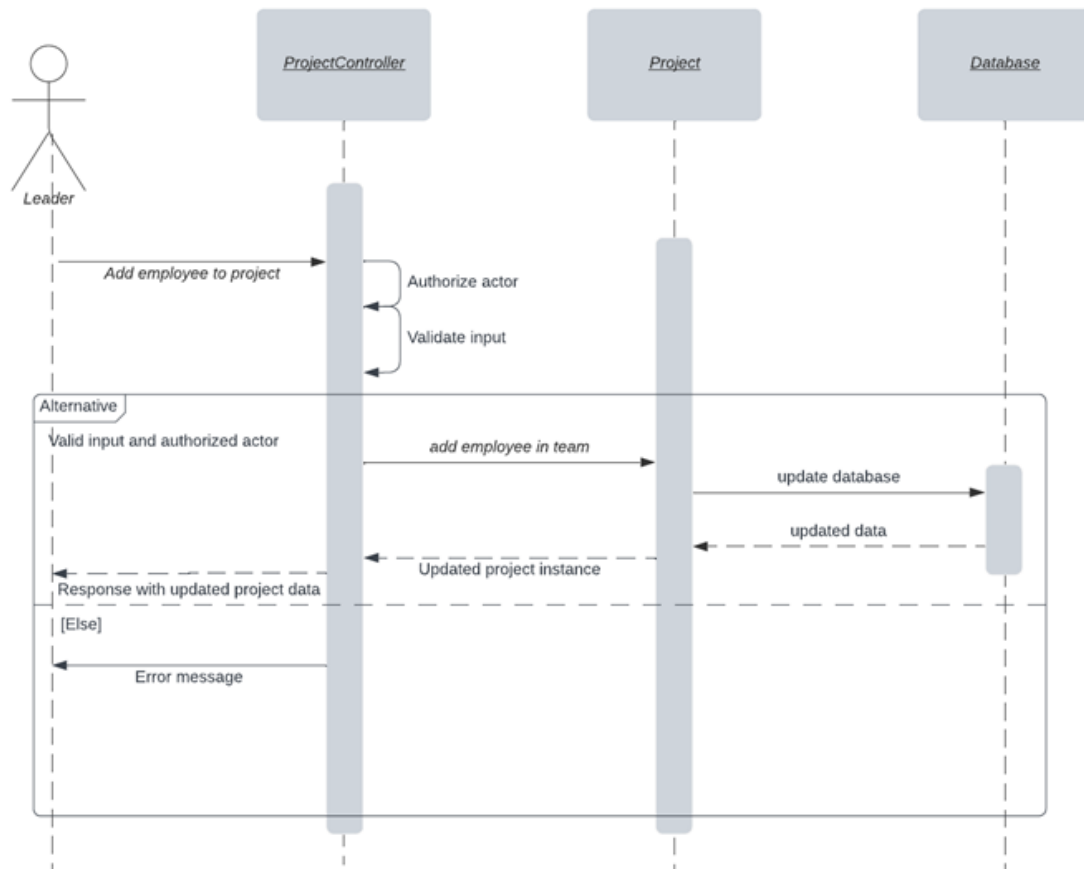 ProjectController
Project
Database
Leader
Add employee to project
Authorize actor
Validate input
Alternative
Valid input and authorized actor
add employee in team
update database
updated data
Updated project instance
Response with updated project data
[Else]
Error message